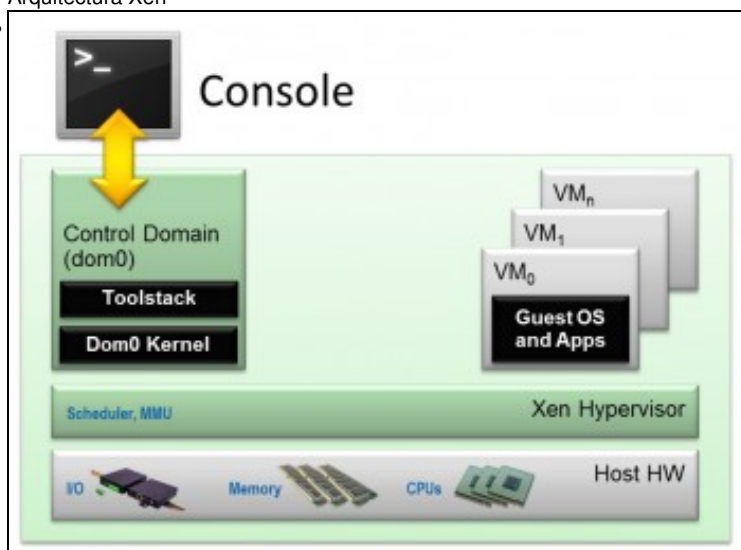 Arquitectura Xen
>_
Console
Control Domain
(dom0)
Toolstack
Dom0 Kernel
VMn
VM1
VM0
Guest OS
and Apps
Scheduler, MMU
Xen Hypervisor
I/O
Memory
CPUs
Host HW